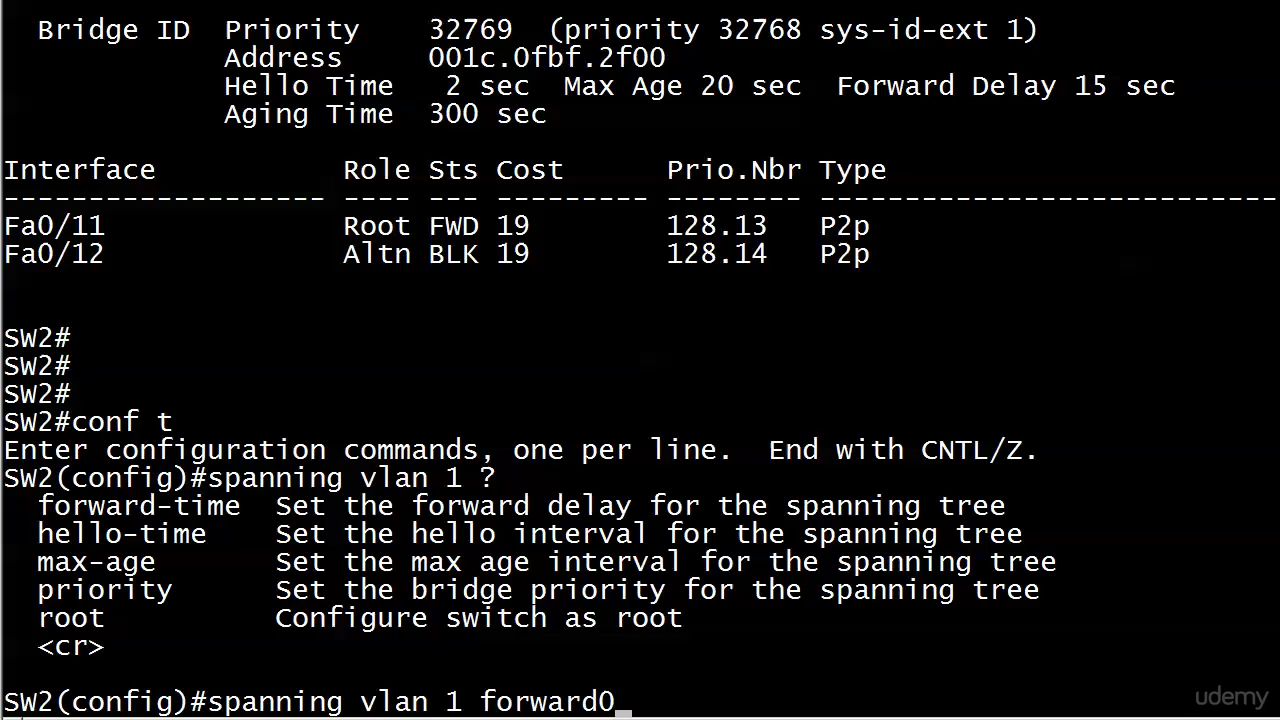 Bridge ID  Priority    32769  (priority 32768 sys-id-ext 1)
Address     001c.0fbf.2f00
Hello Time   2 sec  Max Age 20 sec  Forward Delay 15 sec
Aging Time  300 sec
Interface           Role Sts Cost      Prio.Nbr Type
------------------- ---- --- --------- -------- ---------------------------
Fa0/11              Root FWD 19        128.13   P2p
Fa0/12              Altn BLK 19        128.14   P2p
SW2#
SW2#
SW2#
SW2#conf t
Enter configuration commands, one per line.  End with CNTL/Z.
SW2(config)#spanning vlan 1 ?
forward-time  Set the forward delay for the spanning tree
hello-time    Set the hello interval for the spanning tree
max-age       Set the max age interval for the spanning tree
priority      Set the bridge priority for the spanning tree
root          Configure switch as root
<cr>
SW2(config)#spanning vlan 1 forward0_
udemy